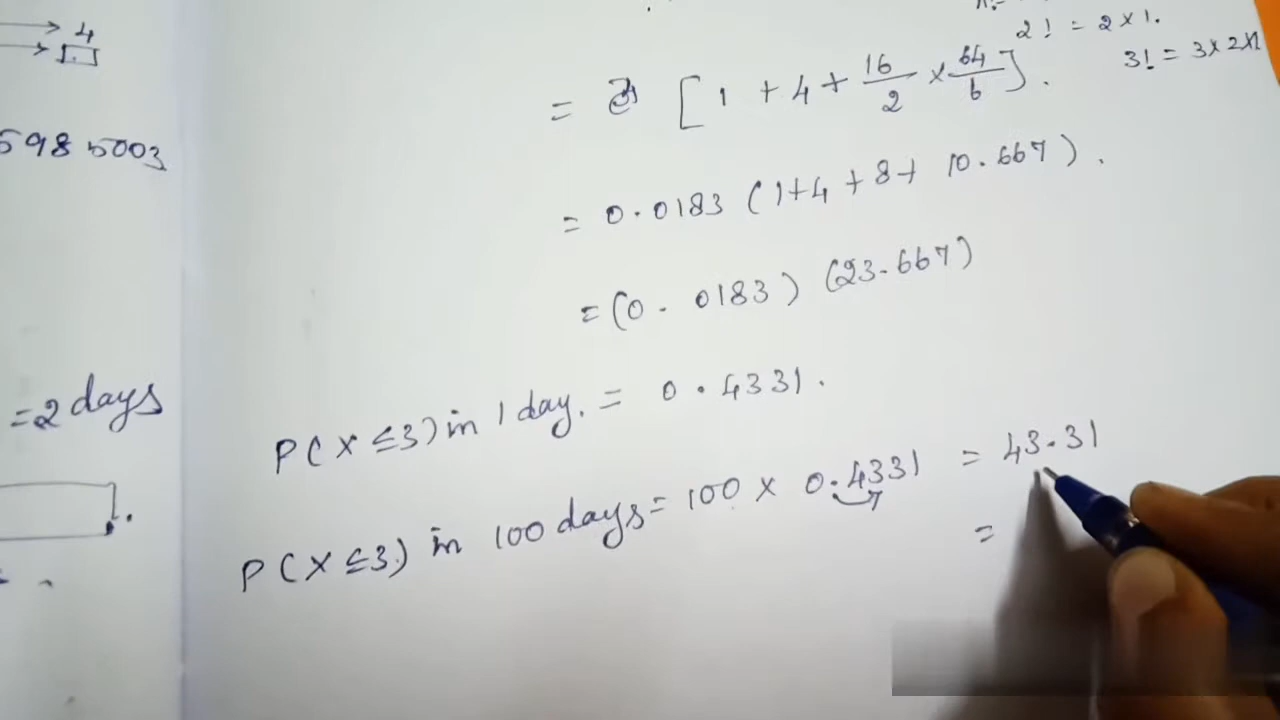 4
5985003
=2 days
2! = 2 × 1.
3! = 3 × 2 × 1
= [ 1 + 4 + 16/2 × 64/6 ] .
= 0.0183 ( 1 + 4 + 8 + 10.667 ) .
= (0.0183) (23.667)
P(X ≤ 3) in 1 day. = 0.4331.
P(X ≤ 3) in 100 days = 100 × 0.4331 = 43.31
=